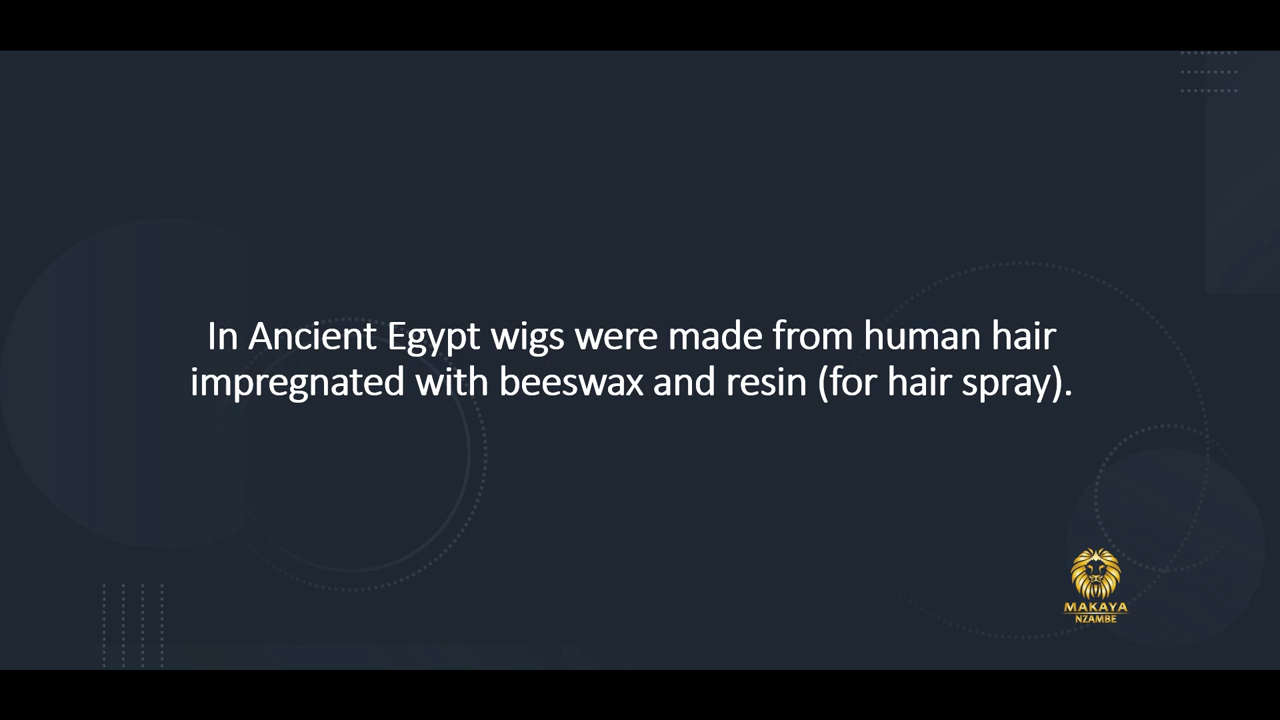 In Ancient Egypt wigs were made from human hair
impregnated with beeswax and resin (for hair spray).
MAKAYA
NZAMBE